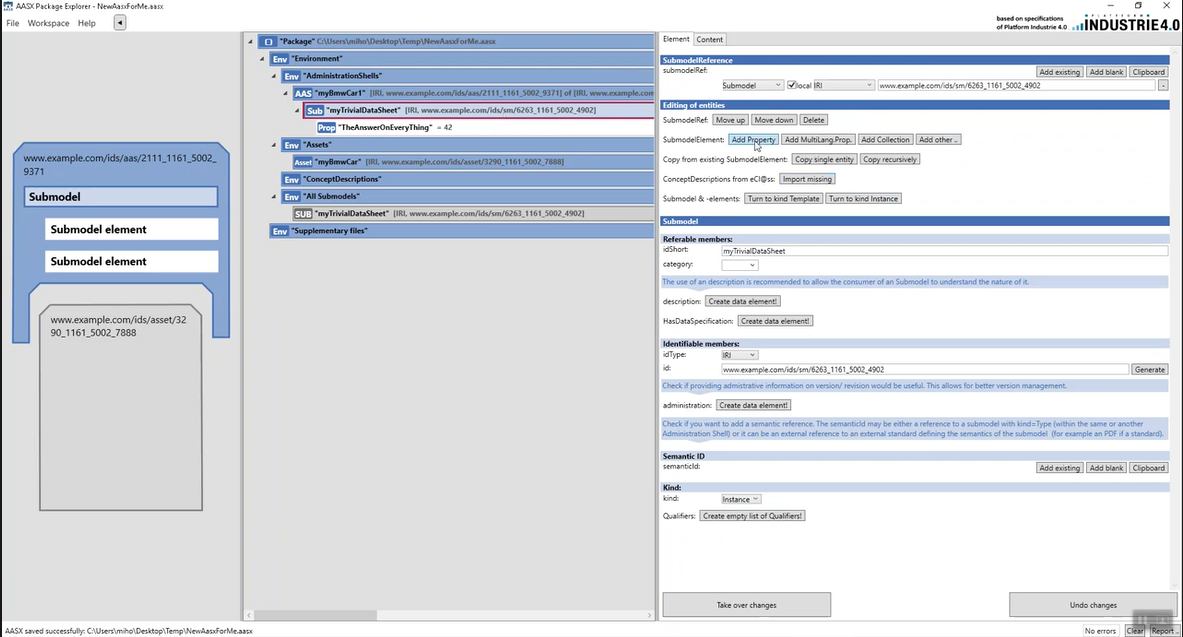 AASX Package Explorer - NewAasxForMe.aasx
File Workspace Help
based on specifications
of Platform Industrie 4.0
PLATTFORM
INDUSTRIE4.0
www.example.com/ids/aas/2111_1161_5002_
9371
Submodel
Submodel element
Submodel element
www.example.com/ids/asset/32
90_1161_5002_7888
"Package" C:\Users\miho\Desktop\Temp\NewAasxForMe.aasx
Env "Environment"
Env "AdministrationShells"
AAS "myBmwCar1" [IRI, www.example.com/ids/aas/2111_1161_5002_9371] of [IRI, www.example.com
Sub "myTrivialDataSheet" [IRI, www.example.com/ids/sm/6263_1161_5002_4902]
Prop "TheAnswerOnEveryThing" = 42
Env "Assets"
Asset "myBmwCar" [IRI, www.example.com/ids/asset/3290_1161_5002_7888]
Env "ConceptDescriptions"
Env "All Submodels"
SUB "myTrivialDataSheet" [IRI, www.example.com/ids/sm/6263_1161_5002_4902]
Env "Supplementary files"
Element Content
SubmodelReference
submodelRef:
Add existing Add blank Clipboard
Submodel local IRI www.example.com/ids/sm/6263_1161_5002_4902 -
Editing of entities
SubmodelRef: Move up Move down Delete
SubmodelElement: Add Property Add MultiLang.Prop. Add Collection Add other ..
Copy from existing SubmodelElement: Copy single entity Copy recursively
ConceptDescriptions from eCl@ss: Import missing
Submodel & -elements: Turn to kind Template Turn to kind Instance
Submodel
Referable members:
idShort: myTrivialDataSheet
category:
The use of an description is recommended to allow the consumer of an Submodel to understand the nature of it.
description: Create data element!
HasDataSpecification: Create data element!
Identifiable members:
idType: IRI
id: www.example.com/ids/sm/6263_1161_5002_4902 Generate
Check if providing admistrative information on version/ revision would be useful. This allows for better version management.
administration: Create data element!
Check if you want to add a semantic reference. The semanticId may be either a reference to a submodel with kind=Type (within the same or another
Administration Shell) or it can be an external reference to an external standard defining the semantics of the submodel (for example an PDF if a standard).
Semantic ID
semanticId: Add existing Add blank Clipboard
Kind:
kind: Instance
Qualifiers: Create empty list of Qualifiers!
Take over changes Undo changes
AASX saved successfully: C:\Users\miho\Desktop\Temp\NewAasxForMe.aasx
No errors Clear Report..